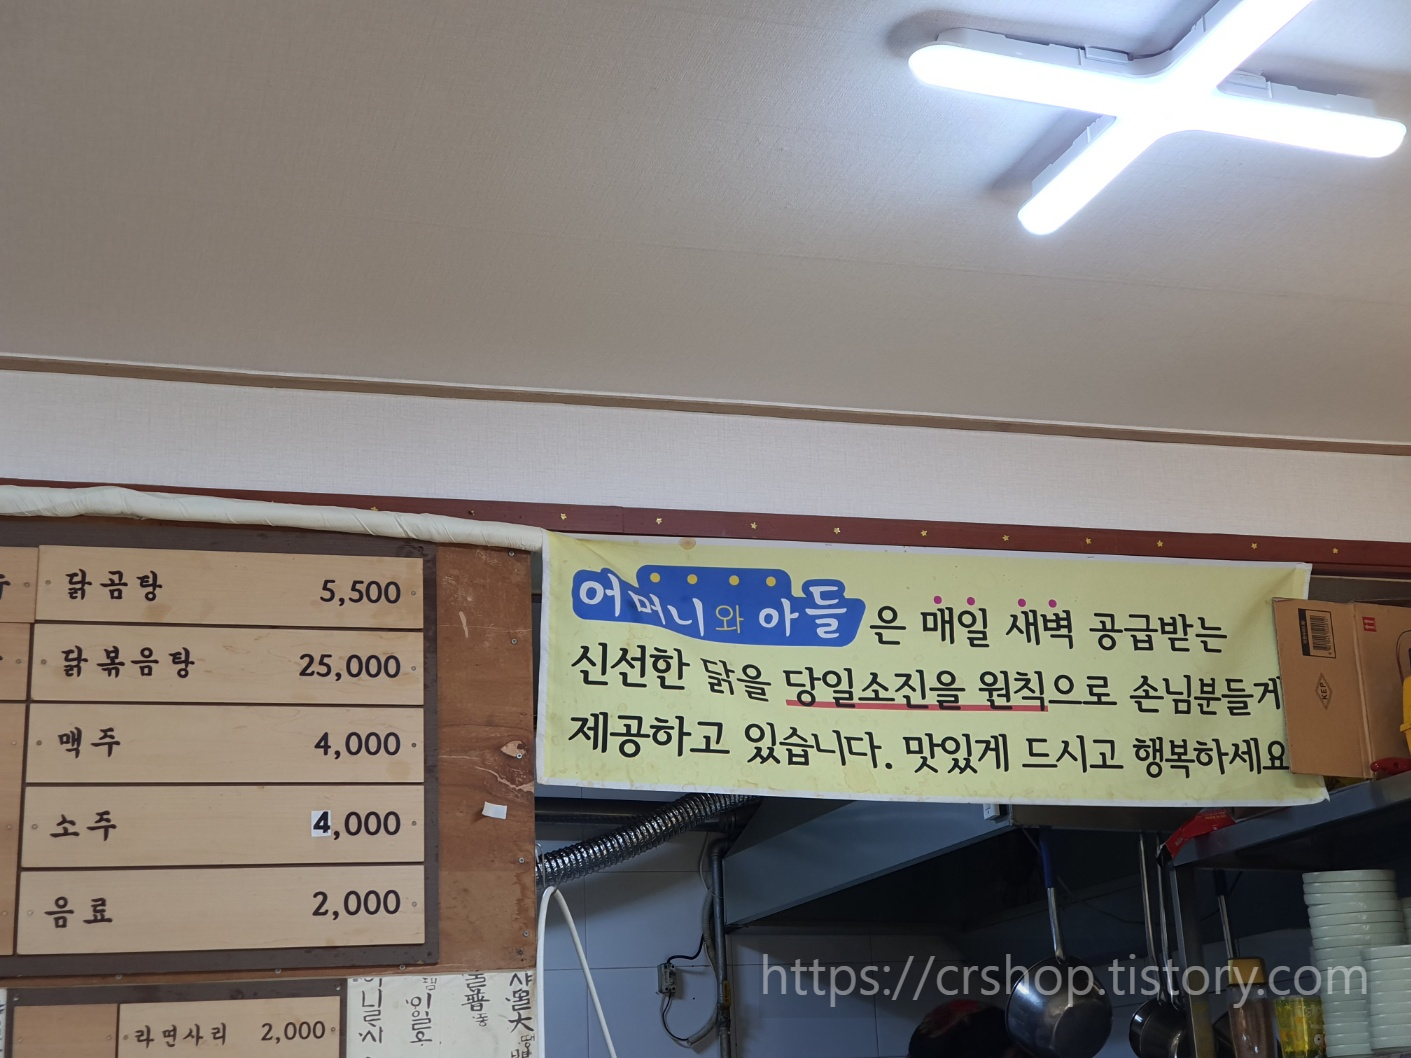 닭곰탕 5,500
닭볶음탕 25,000
맥주 4,000
소주 4,000
음료 2,000
라면사리 2,000
어머니와 아들은 매일 새벽 공급받는
신선한 닭을 당일소진을 원칙으로 손님분들게
제공하고 있습니다. 맛있게 드시고 행복하세요
KEP
https://crshop.tistory.com